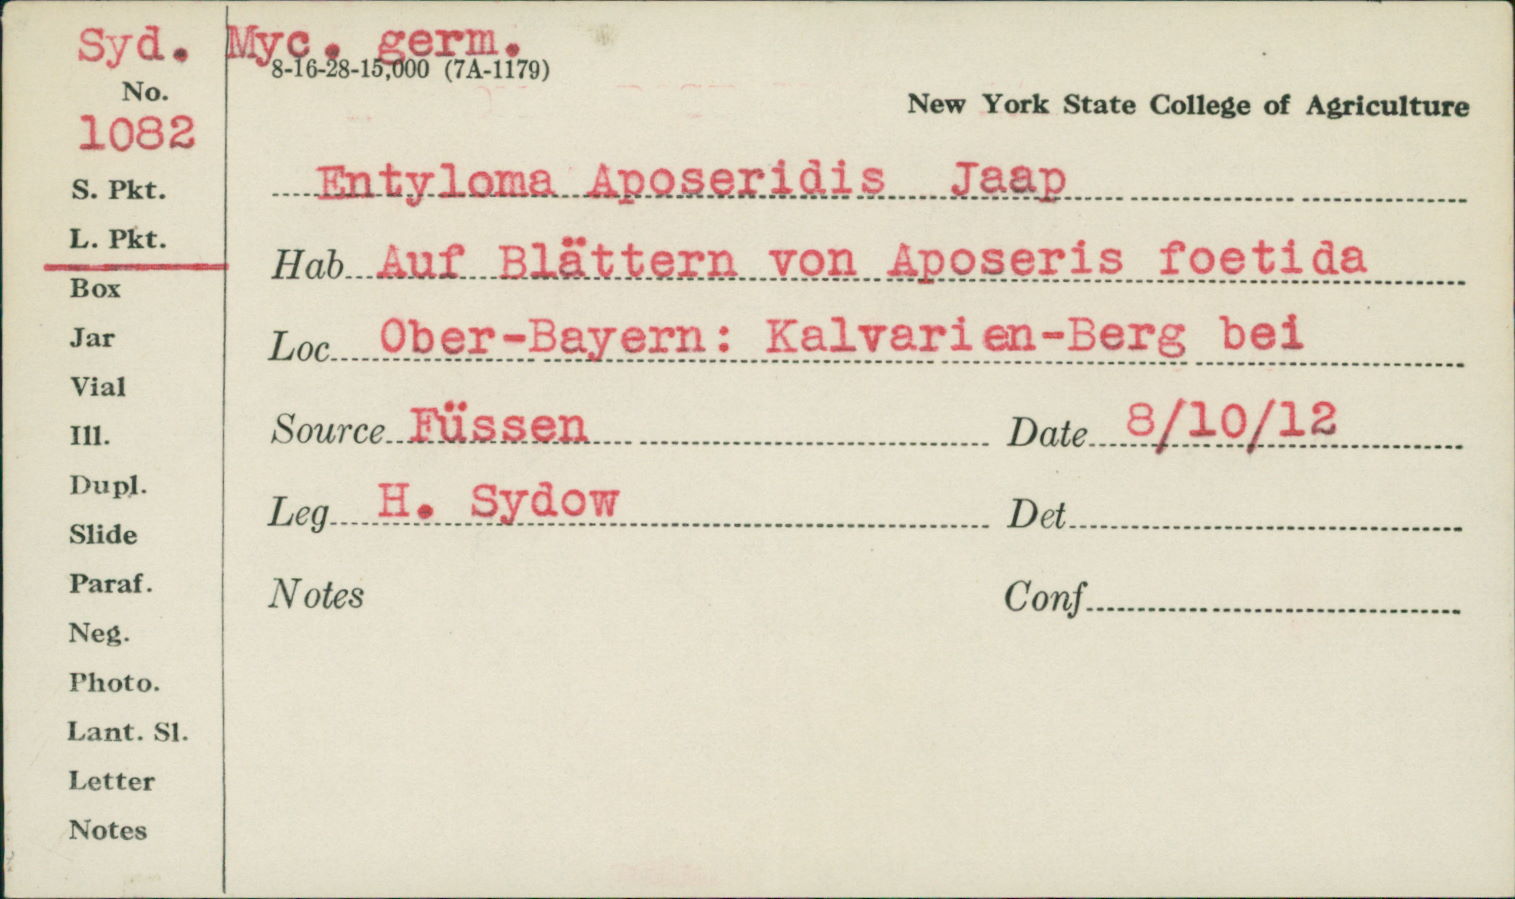 Syd. Myc. germ.
8-16-28-15,000 (7A-1179)
No.
1082
New York State College of Agriculture
S. Pkt.
Entyloma Aposeridis Jaap
L. Pkt.
Hab Auf Blättern von Aposeris foetida
Box
Jar
Loc Ober-Bayern: Kalvarien-Berg bei
Vial
Ill.
Source Füssen Date 8/10/12
Dupl.
Slide
Leg H. Sydow Det
Paraf.
Notes Conf
Neg.
Photo.
Lant. Sl.
Letter
Notes